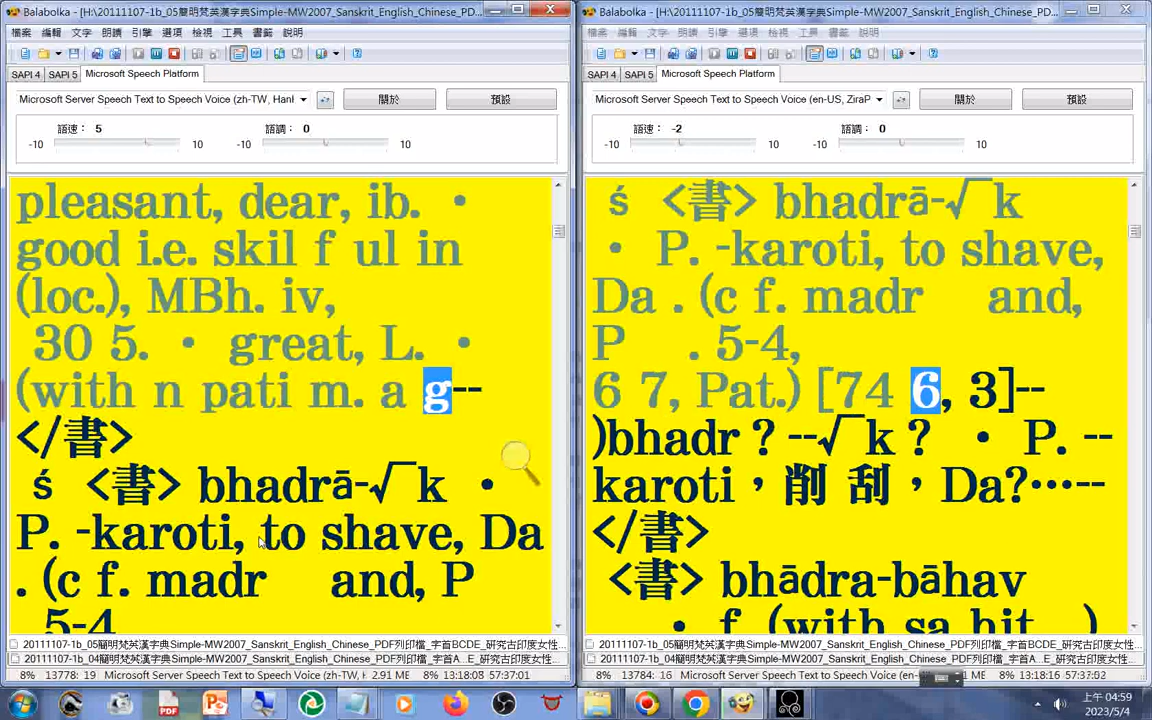 Balabolka - [H:\20111107-1b_05簡明梵英漢字典Simple-MW2007_Sanskrit_English_Chinese_PD...
檔案 編輯 文字 朗讀 引擎 選項 檢視 工具 書籤 說明
SAPI 4 SAPI 5 Microsoft Speech Platform
Microsoft Server Speech Text to Speech Voice (zh-TW, Hanl 關於 預設
語速： 5 語調： 0
-10 10 -10 10
pleasant, dear, ib. •
good i.e. skil f ul in
(loc.), MBh. iv,
30 5. • great, L. •
(with n pati m. a g--
</書>
ś <書> bhadrā-√k •
P. -karoti, to shave, Da
. (c f. madr and, P
5-4
20111107-1b_05簡明梵英漢字典Simple-MW2007_Sanskrit_English_Chinese_PDF列印檔_字首BCDE_研究古印度女性...
20111107-1b_04簡明梵英漢字典Simple-MW2007_Sanskrit_English_Chinese_PDF列印檔_字首A...E_研究古印度女性...
8% 13778: 19 Microsoft Server Speech Text to Speech Voice (zh-TW, 2.91 MB 8% 13:18:08 57:37:01
Balabolka - [H:\20111107-1b_05簡明梵英漢字典Simple-MW2007_Sanskrit_English_Chinese_PD...
檔案 編輯 文字 朗讀 引擎 選項 檢視 工具 書籤 說明
SAPI 4 SAPI 5 Microsoft Speech Platform
Microsoft Server Speech Text to Speech Voice (en-US, ZiraP 關於 預設
語速： -2 語調： 0
-10 10 -10 10
ś <書> bhadrā-√k
• P. -karoti, to shave,
Da . (c f. madr and,
P . 5-4,
6 7, Pat.) [74 6, 3]--
)bhadr？--√k？ • P. --
karoti，削 刮，Da?…--
</書>
<書> bhādra-bāhav
• f. (with sa hit )
20111107-1b_05簡明梵英漢字典Simple-MW2007_Sanskrit_English_Chinese_PDF列印檔_字首BCDE_研究古印度女性...
20111107-1b_04簡明梵英漢字典Simple-MW2007_Sanskrit_English_Chinese_PDF列印檔_字首A...E_研究古印度女性...
8% 13784: 16 Microsoft Server Speech Text to Speech Voice (en-US, MB 8% 13:18:16
上午 04:59
2023/5/4